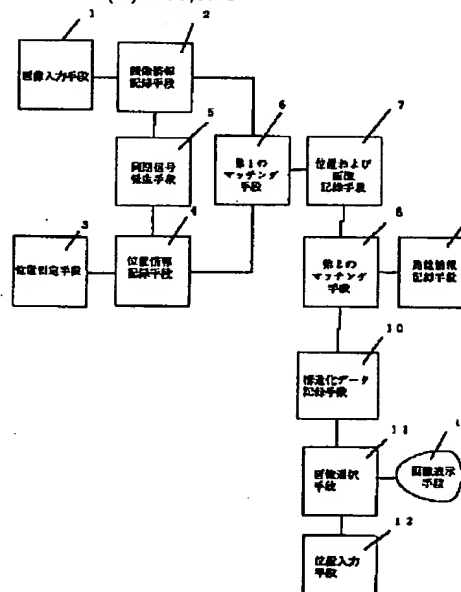 1
2
画像入力手段
画像情報
記録手段
5
6
7
同期信号
発生手段
第1の
マッチング
手段
位置および
画像
記録手段
3
4
8
位置測定手段
位置情報
記録手段
第2の
マッチング
手段
路線情報
記録手段
10
構造化データ
記録手段
11
画像選択
手段
画像表示
手段
12
位置入力
手段